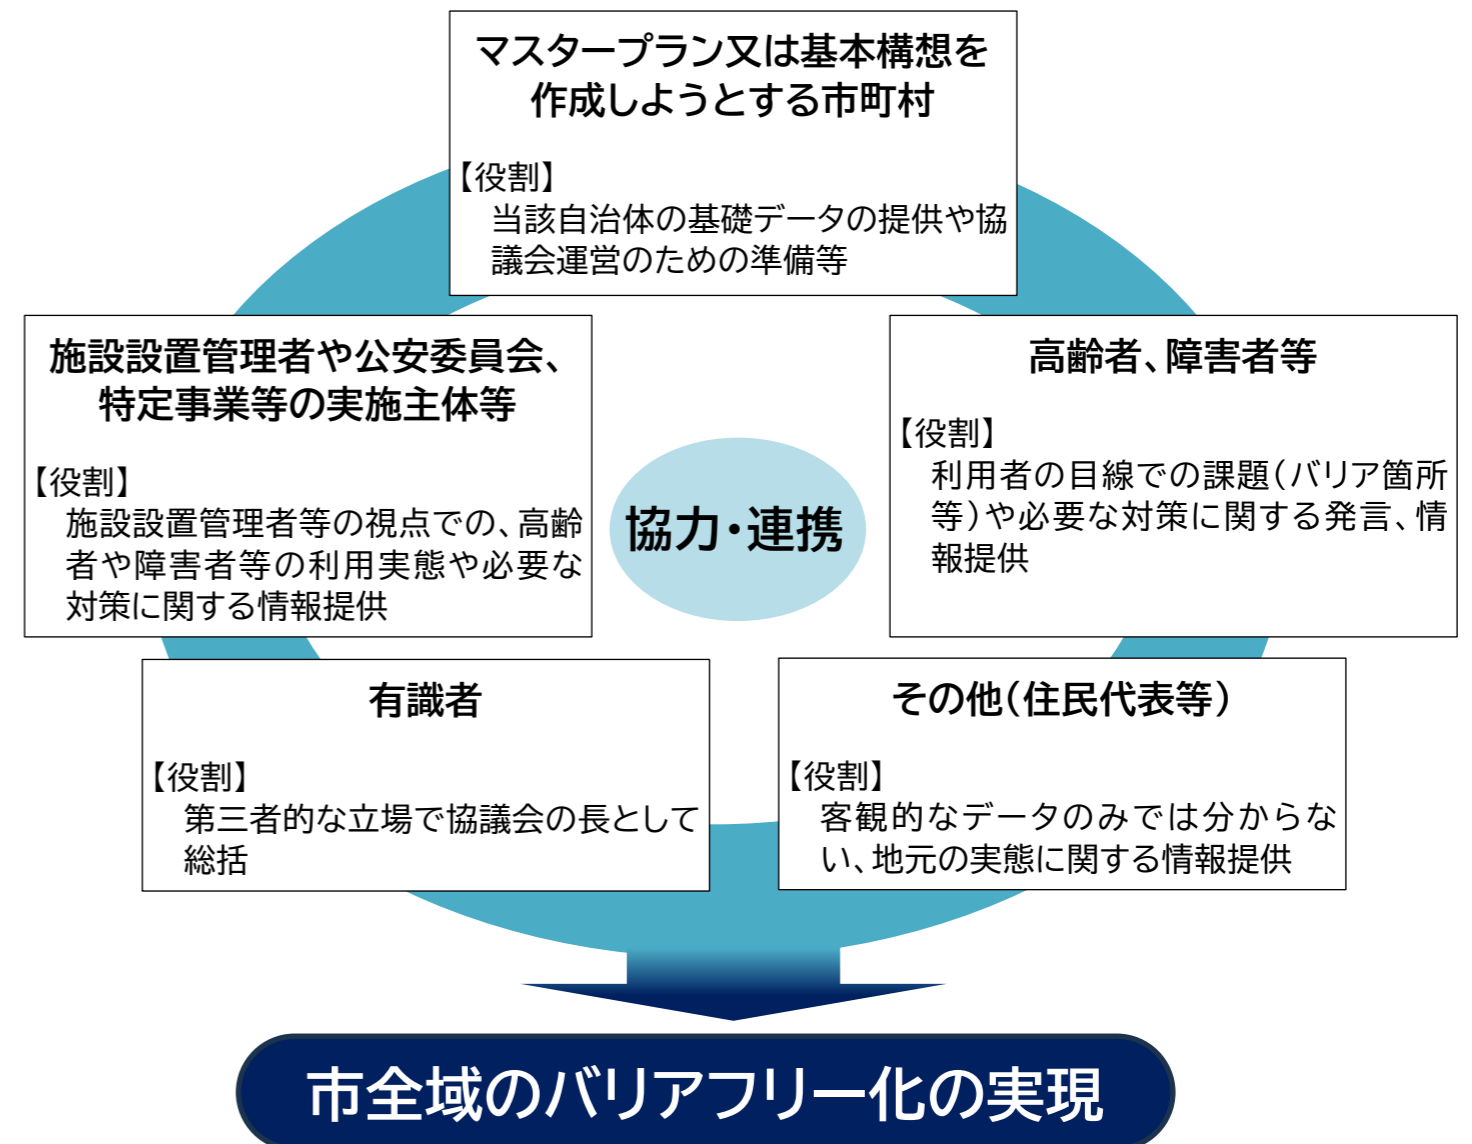 マスタープラン又は基本構想を
作成しようとする市町村
【役割】
当該自治体の基礎データの提供や協
議会運営のための準備等
施設設置管理者や公安委員会、
特定事業等の実施主体等
【役割】
施設設置管理者等の視点での、高齢
者や障害者等の利用実態や必要な
対策に関する情報提供
高齢者、障害者等
【役割】
利用者の目線での課題(バリア箇所
等)や必要な対策に関する発言、情
報提供
協力・連携
有識者
【役割】
第三者的な立場で協議会の長として
総括
その他(住民代表等)
【役割】
客観的なデータのみでは分からな
い、地元の実態に関する情報提供
市全域のバリアフリー化の実現